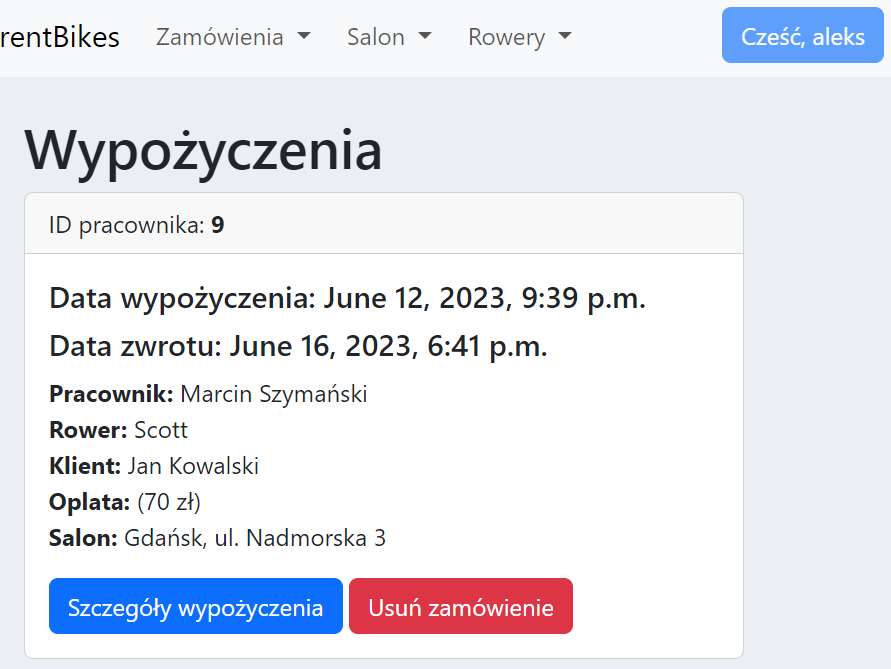 rentBikes Zamówienia Salon Rowery Cześć, aleks
Wypożyczenia
ID pracownika: 9
Data wypożyczenia: June 12, 2023, 9:39 p.m.
Data zwrotu: June 16, 2023, 6:41 p.m.
Pracownik: Marcin Szymański
Rower: Scott
Klient: Jan Kowalski
Oplata: (70 zł)
Salon: Gdańsk, ul. Nadmorska 3
Szczegóły wypożyczenia Usuń zamówienie